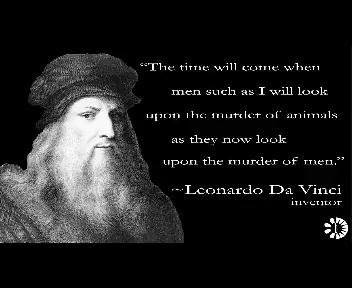 “The time will come when
men such as I will look
upon the murder of animals
as they now look
upon the murder of men.”
~Leonardo Da Vinci
inventor